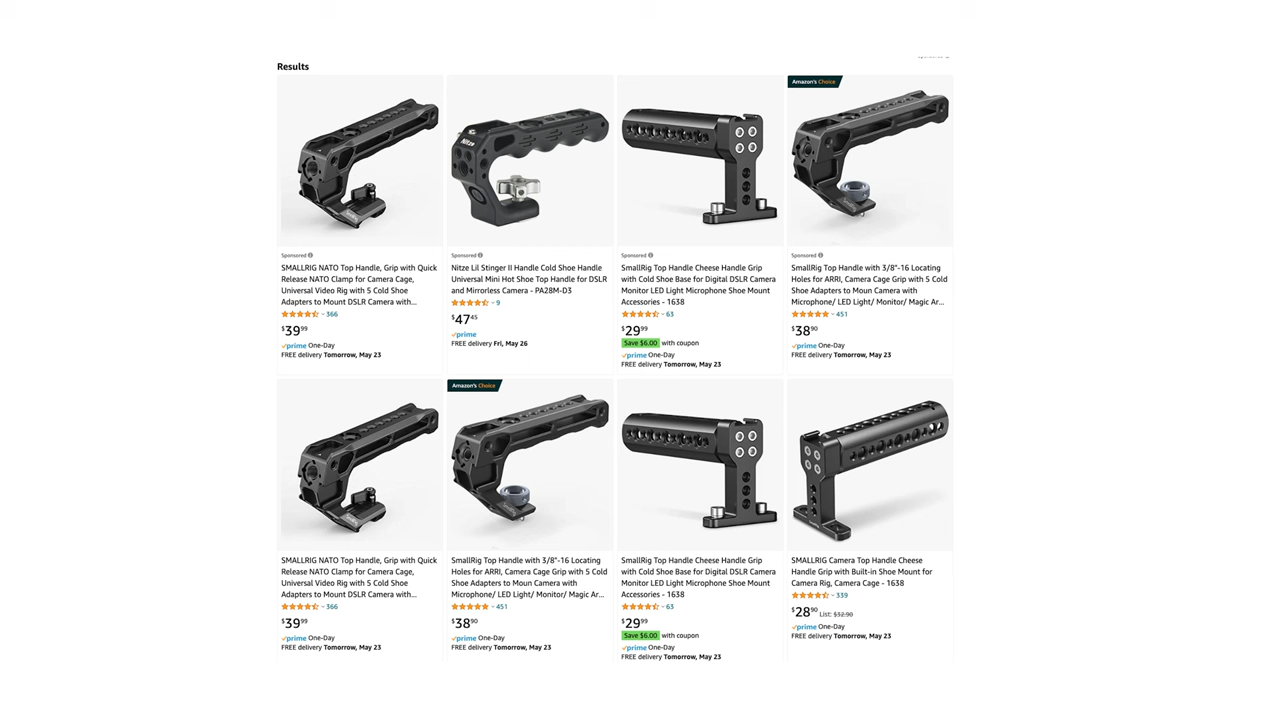 Results
Amazon's Choice
Sponsored
SMALLRIG NATO Top Handle, Grip with Quick
Release NATO Clamp for Camera Cage,
Universal Video Rig with 5 Cold Shoe
Adapters to Mount DSLR Camera with...
366
$39.99
prime One-Day
FREE delivery Tomorrow, May 23
Nitze
Sponsored
Nitze Lil Stinger II Handle Cold Shoe Handle
Universal Mini Hot Shoe Top Handle for DSLR
and Mirrorless Camera - PA28M-D3
9
$47.45
prime
FREE delivery Fri, May 26
Sponsored
SmallRig Top Handle Cheese Handle Grip
with Cold Shoe Base for Digital DSLR Camera
Monitor LED Light Microphone Shoe Mount
Accessories - 1638
63
$29.99
Save $6.00 with coupon
prime One-Day
FREE delivery Tomorrow, May 23
Sponsored
SmallRig Top Handle with 3/8"-16 Locating
Holes for ARRI, Camera Cage Grip with 5 Cold
Shoe Adapters to Moun Camera with
Microphone/ LED Light/ Monitor/ Magic Ar...
451
$38.90
prime One-Day
FREE delivery Tomorrow, May 23
SMALLRIG NATO Top Handle, Grip with Quick
Release NATO Clamp for Camera Cage,
Universal Video Rig with 5 Cold Shoe
Adapters to Mount DSLR Camera with...
366
$39.99
prime One-Day
FREE delivery Tomorrow, May 23
Amazon's Choice
SmallRig Top Handle with 3/8"-16 Locating
Holes for ARRI, Camera Cage Grip with 5 Cold
Shoe Adapters to Moun Camera with
Microphone/ LED Light/ Monitor/ Magic Ar...
451
$38.90
prime One-Day
FREE delivery Tomorrow, May 23
SmallRig Top Handle Cheese Handle Grip
with Cold Shoe Base for Digital DSLR Camera
Monitor LED Light Microphone Shoe Mount
Accessories - 1638
63
$29.99
Save $6.00 with coupon
prime One-Day
FREE delivery Tomorrow, May 23
SMALLRIG Camera Top Handle Cheese
Handle Grip with Built-in Shoe Mount for
Camera Rig, Camera Cage - 1638
339
$28.90 List: $32.90
prime One-Day
FREE delivery Tomorrow, May 23